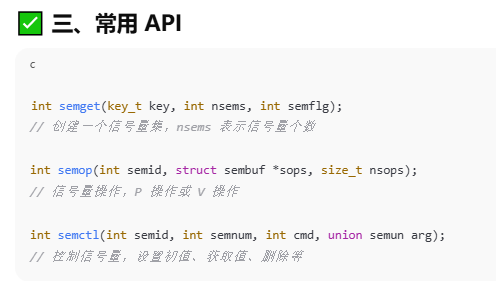 ✅ 三、常用 API
c
int semget(key_t key, int nsems, int semflg);
// 创建一个信号量集，nsems 表示信号量个数
int semop(int semid, struct sembuf *sops, size_t nsops);
// 信号量操作，P 操作或 V 操作
int semctl(int semid, int semnum, int cmd, union semun arg);
// 控制信号量，设置初值、获取值、删除等